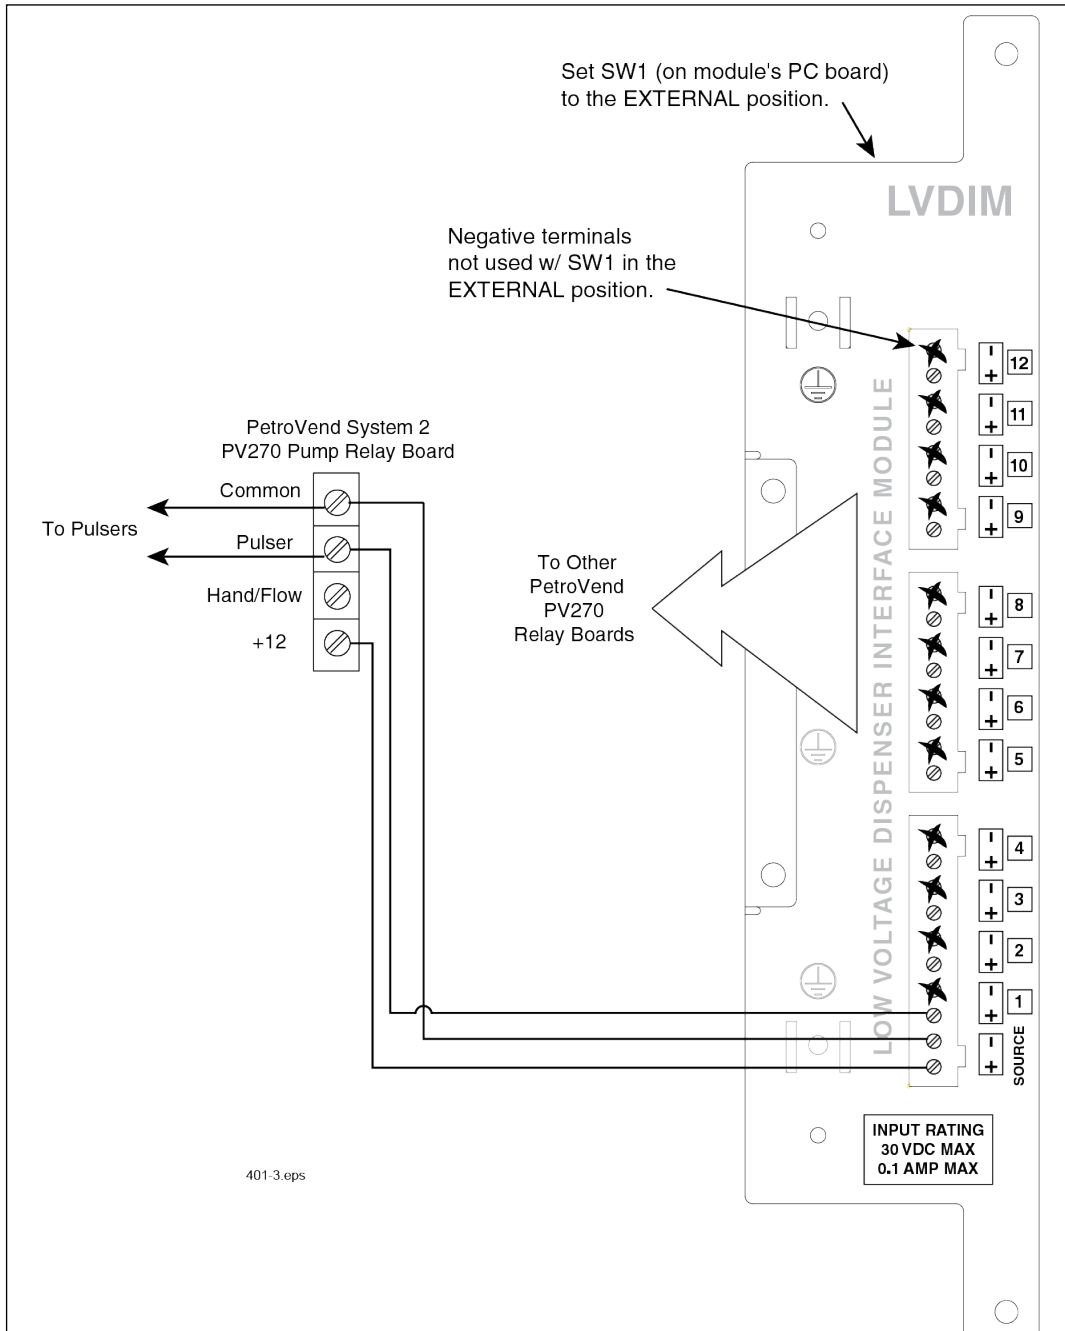 Set SW1 (on module's PC board)
to the EXTERNAL position.
LVDIM
Negative terminals
not used w/ SW1 in the
EXTERNAL position.
LOW VOLTAGE DISPENSER INTERFACE MODULE
- + 12
- + 11
- + 10
- + 9
- + 8
- + 7
- + 6
- + 5
- + 4
- + 3
- + 2
- + 1
- + SOURCE
PetroVend System 2
PV270 Pump Relay Board
Common
To Pulsers
Pulser
Hand/Flow
+12
To Other
PetroVend
PV270
Relay Boards
INPUT RATING
30 VDC MAX
0.1 AMP MAX
401-3.eps